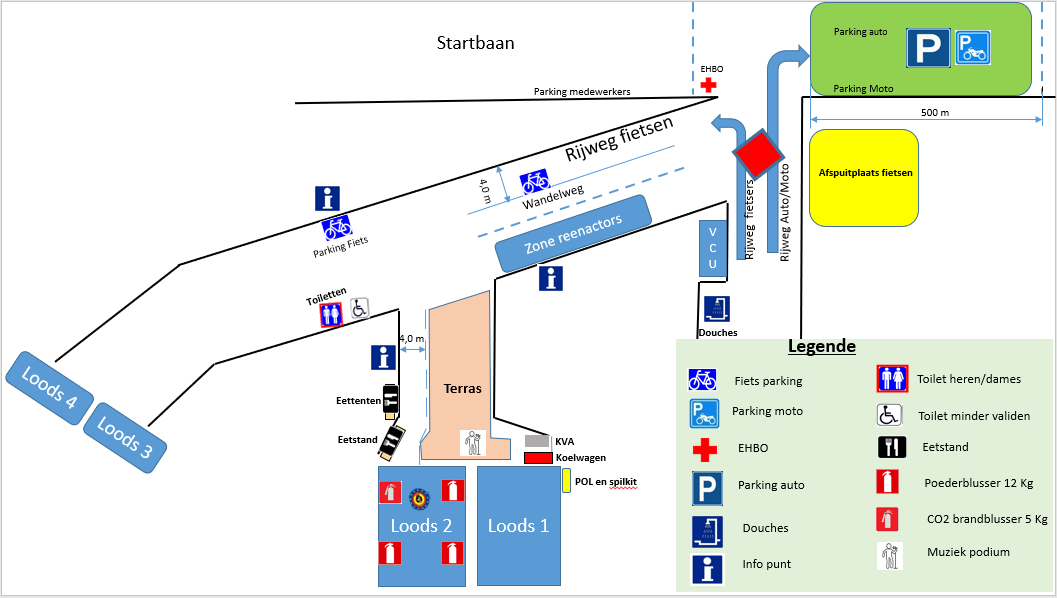 Startbaan
EHBO
Parking auto
P
P
Parking medewerkers
Parking Moto
500 m
Rijweg fietsen
4,0 m
Wandelweg
Afspuitplaats fietsen
i
Parking Fiets
Zone reenactors
VCU
Rijweg fietsers
Rijweg Auto/Moto
i
Toiletten
Douches
4,0 m
i
Terras
Loods 4
Loods 3
Eettenten
Eetstand
KVA
Koelwagen
POL en spilkit
Loods 2
Loods 1
Legende
Fiets parking
Toilet heren/dames
P
Parking moto
Toilet minder validen
EHBO
Eetstand
P
Parking auto
Poederblusser 12 Kg
Douches
CO2 brandblusser 5 Kg
i
Info punt
Muziek podium